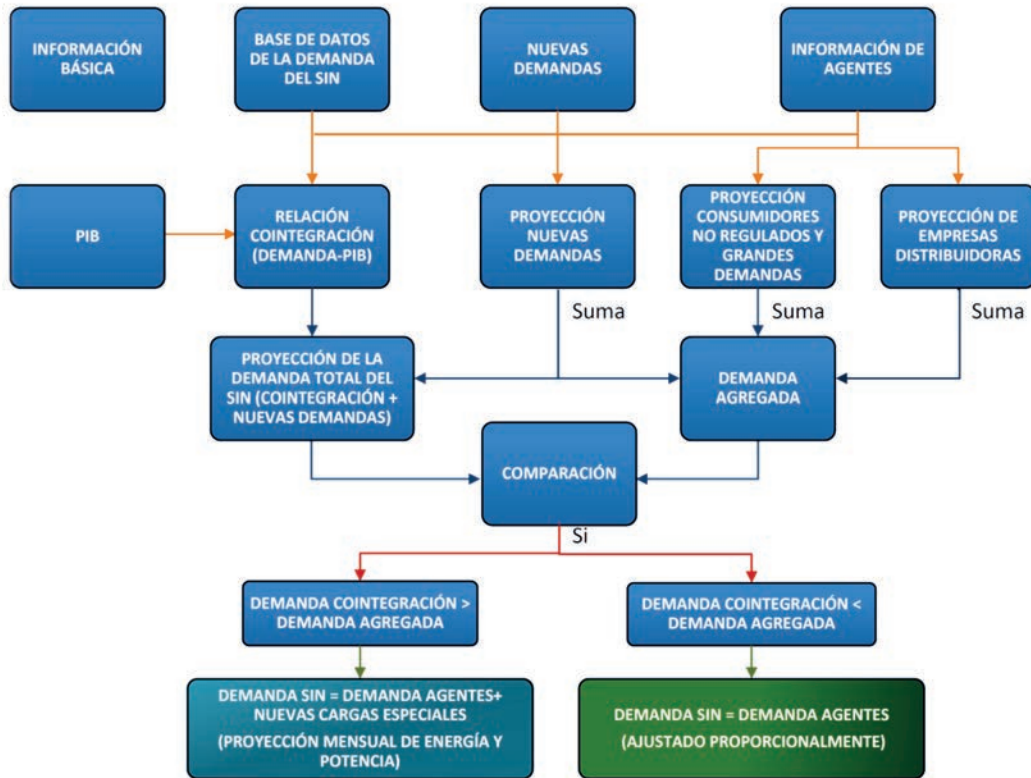 INFORMACIÓN
BÁSICA
BASE DE DATOS
DE LA DEMANDA
DEL SIN
NUEVAS
DEMANDAS
INFORMACIÓN DE
AGENTES
PIB
RELACIÓN
COINTEGRACIÓN
(DEMANDA-PIB)
PROYECCIÓN
NUEVAS
DEMANDAS
PROYECCIÓN
CONSUMIDORES
NO REGULADOS Y
GRANDES
DEMANDAS
PROYECCIÓN DE
EMPRESAS
DISTRIBUIDORAS
Suma
Suma
Suma
PROYECCIÓN DE LA
DEMANDA TOTAL DEL
SIN (COINTEGRACIÓN +
NUEVAS DEMANDAS)
DEMANDA
AGREGADA
COMPARACIÓN
Si
DEMANDA COINTEGRACIÓN >
DEMANDA AGREGADA
DEMANDA COINTEGRACIÓN <
DEMANDA AGREGADA
DEMANDA SIN = DEMANDA AGENTES+
NUEVAS CARGAS ESPECIALES
(PROYECCIÓN MENSUAL DE ENERGÍA Y
POTENCIA)
DEMANDA SIN = DEMANDA AGENTES
(AJUSTADO PROPORCIONALMENTE)